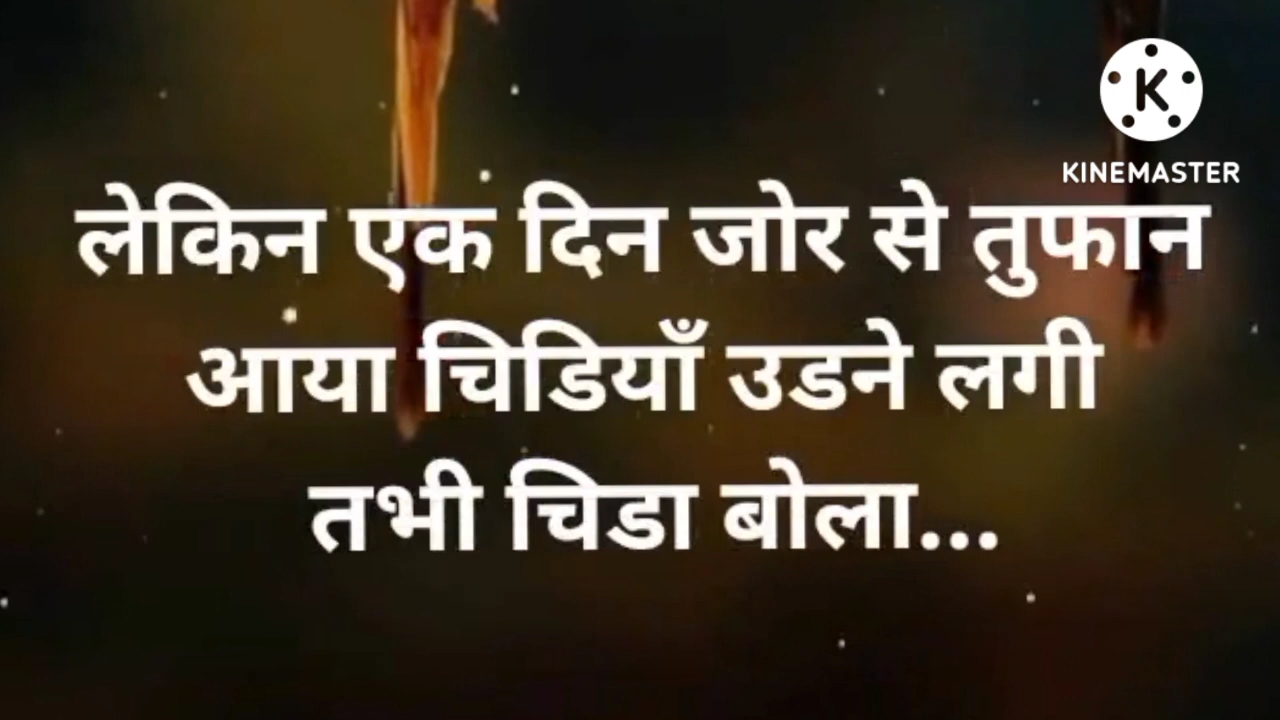 K
KINEMASTER
लेकिन एक दिन जोर से तुफान
आया चिडियाँ उडने लगी
तभी चिडा बोला...